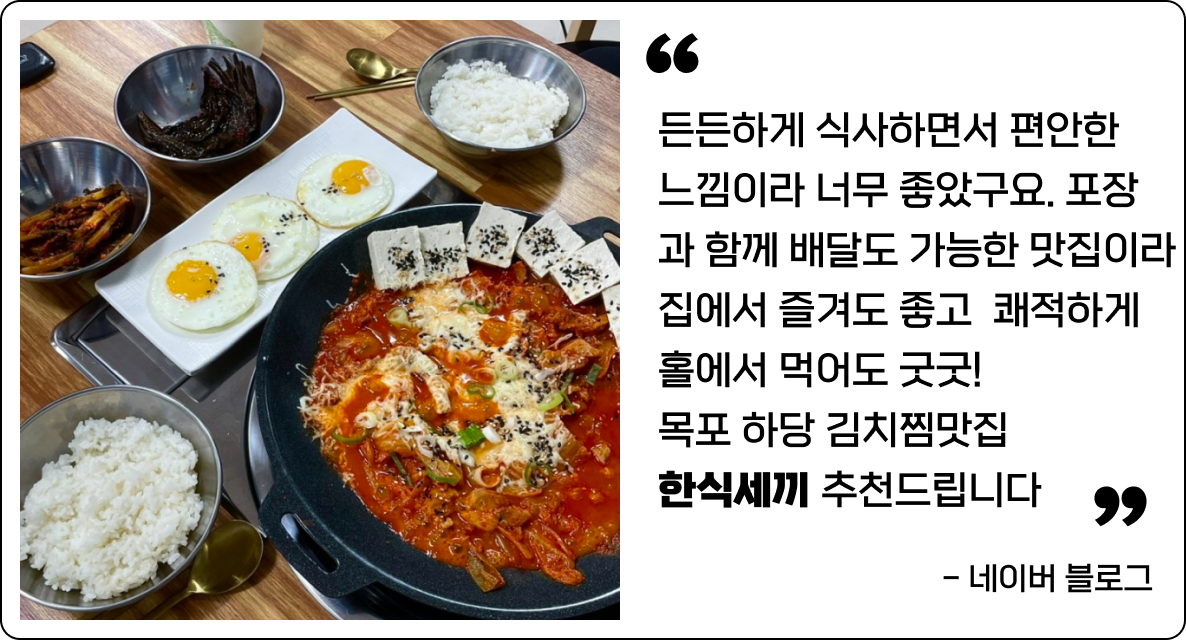 “
든든하게 식사하면서 편안한
느낌이라 너무 좋았구요. 포장
과 함께 배달도 가능한 맛집이라
집에서 즐겨도 좋고 쾌적하게
홀에서 먹어도 굿굿!
목포 하당 김치찜맛집
한식세끼 추천드립니다
”
- 네이버 블로그